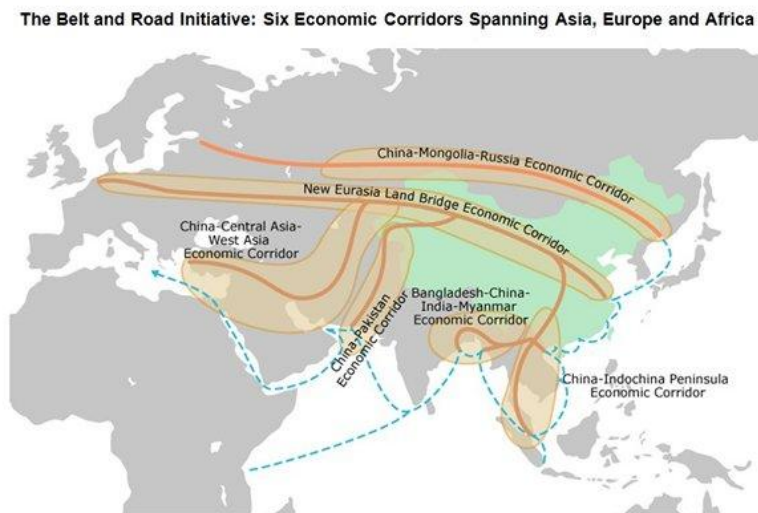 The Belt and Road Initiative: Six Economic Corridors Spanning Asia, Europe and Africa
China-Mongolia-Russia Economic Corridor
New Eurasia Land Bridge Economic Corridor
China-Central Asia-
West Asia
Economic Corridor
China-Pakistan
Economic Corridor
Bangladesh-China-
India-Myanmar
Economic Corridor
China-Indochina Peninsula
Economic Corridor